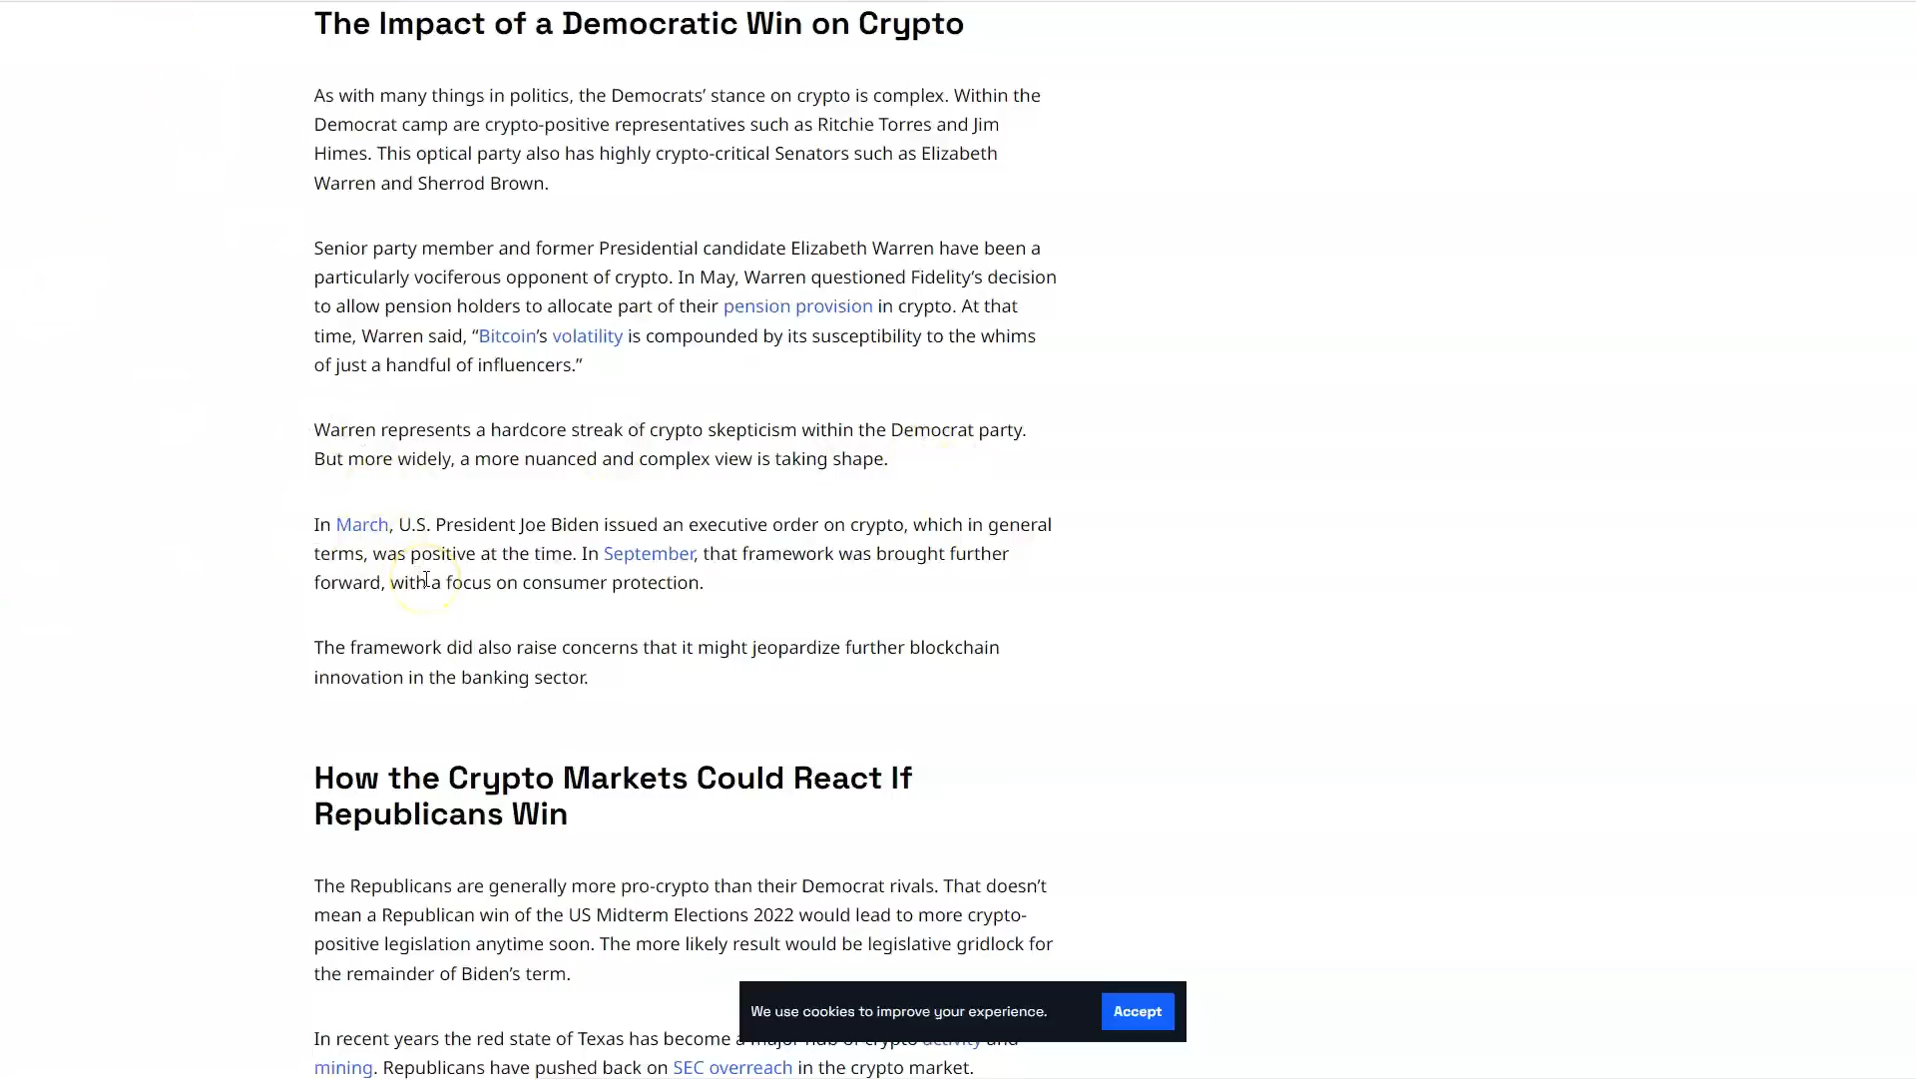 The Impact of a Democratic Win on Crypto
As with many things in politics, the Democrats’ stance on crypto is complex. Within the
Democrat camp are crypto-positive representatives such as Ritchie Torres and Jim
Himes. This optical party also has highly crypto-critical Senators such as Elizabeth
Warren and Sherrod Brown.
Senior party member and former Presidential candidate Elizabeth Warren have been a
particularly vociferous opponent of crypto. In May, Warren questioned Fidelity’s decision
to allow pension holders to allocate part of their pension provision in crypto. At that
time, Warren said, “Bitcoin’s volatility is compounded by its susceptibility to the whims
of just a handful of influencers.”
Warren represents a hardcore streak of crypto skepticism within the Democrat party.
But more widely, a more nuanced and complex view is taking shape.
In March, U.S. President Joe Biden issued an executive order on crypto, which in general
terms, was positive at the time. In September, that framework was brought further
forward, with a focus on consumer protection.
The framework did also raise concerns that it might jeopardize further blockchain
innovation in the banking sector.
How the Crypto Markets Could React If
Republicans Win
The Republicans are generally more pro-crypto than their Democrat rivals. That doesn’t
mean a Republican win of the US Midterm Elections 2022 would lead to more crypto-
positive legislation anytime soon. The more likely result would be legislative gridlock for
the remainder of Biden’s term.
We use cookies to improve your experience.
Accept
In recent years the red state of Texas has become a major hub of crypto activity and
mining. Republicans have pushed back on SEC overreach in the crypto market.